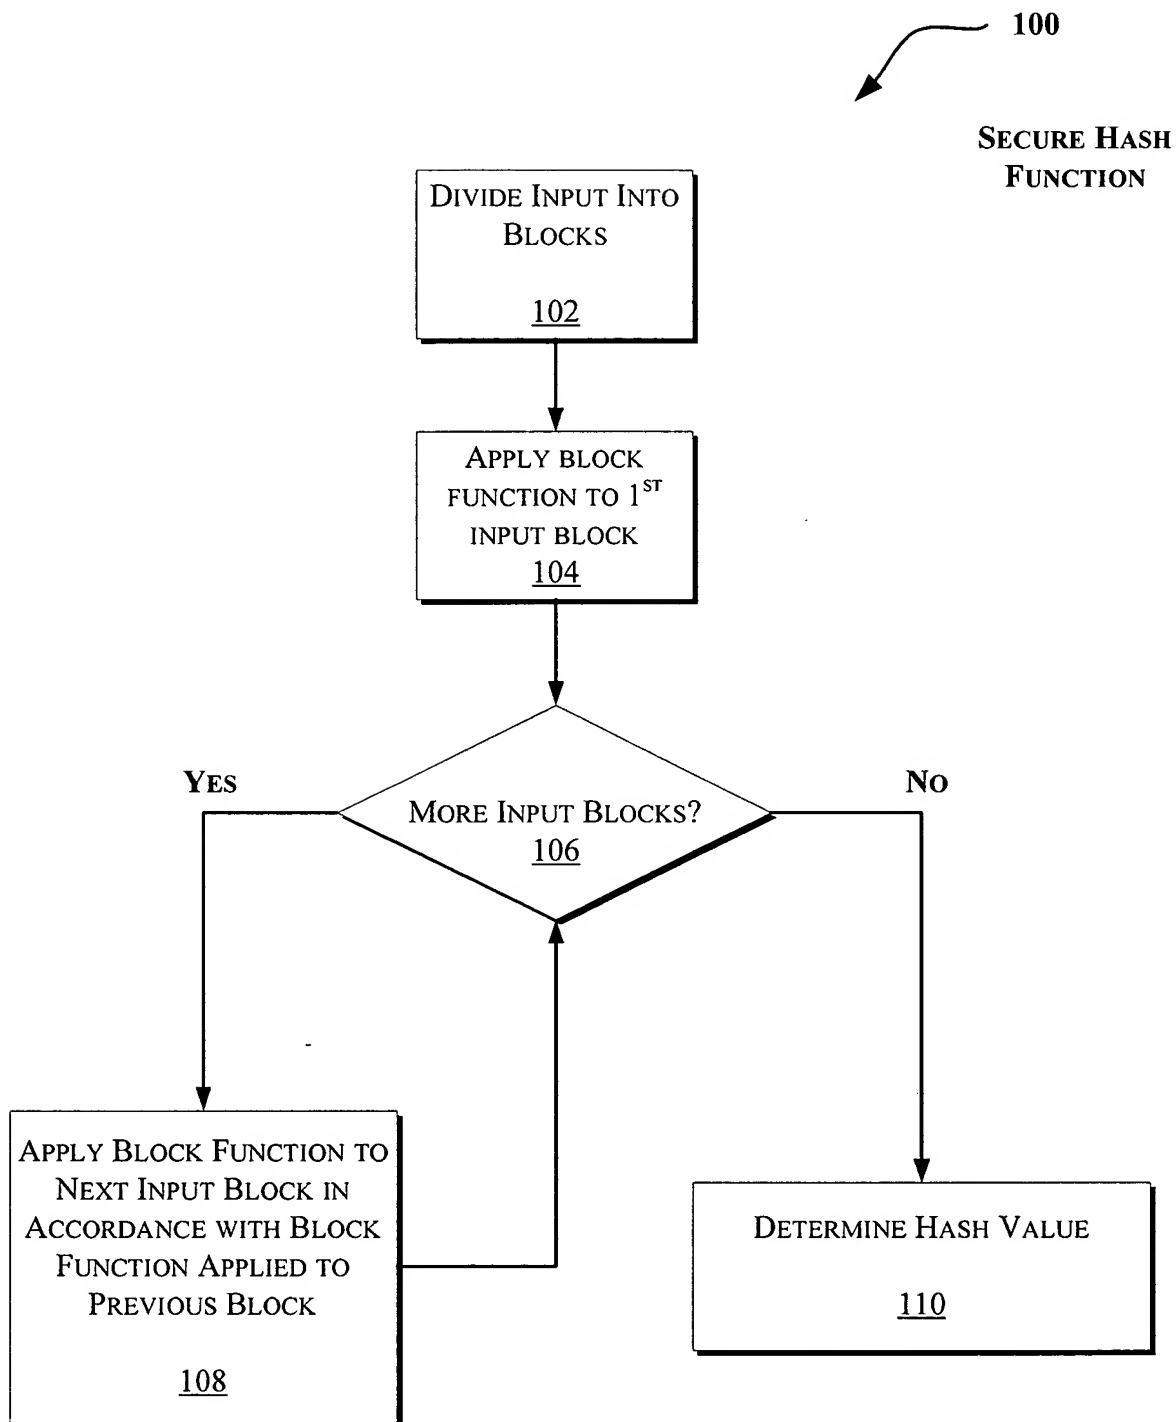 100
SECURE HASH
FUNCTION
DIVIDE INPUT INTO
BLOCKS
102
APPLY BLOCK
FUNCTION TO 1ST
INPUT BLOCK
104
YES
NO
MORE INPUT BLOCKS?
106
APPLY BLOCK FUNCTION TO
NEXT INPUT BLOCK IN
ACCORDANCE WITH BLOCK
FUNCTION APPLIED TO
PREVIOUS BLOCK
108
DETERMINE HASH VALUE
110